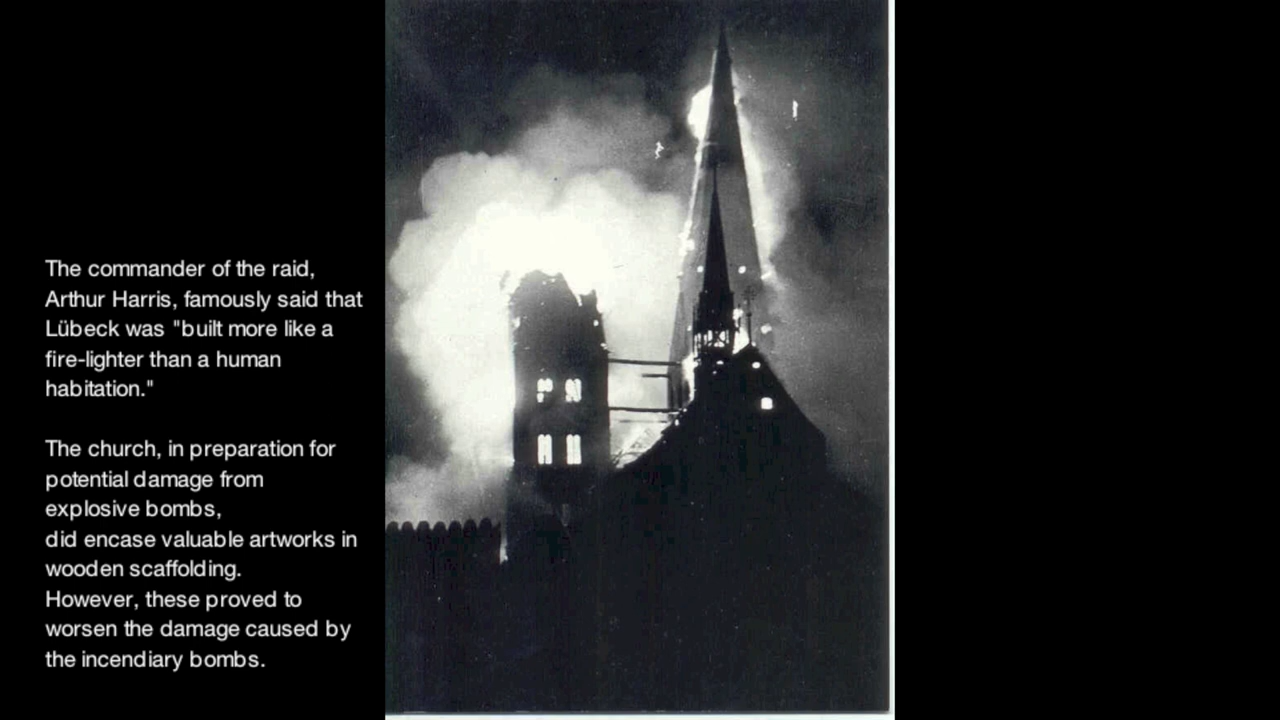 The commander of the raid,
Arthur Harris, famously said that
Lübeck was "built more like a
fire-lighter than a human
habitation."
The church, in preparation for
potential damage from
explosive bombs,
did encase valuable artworks in
wooden scaffolding.
However, these proved to
worsen the damage caused by
the incendiary bombs.